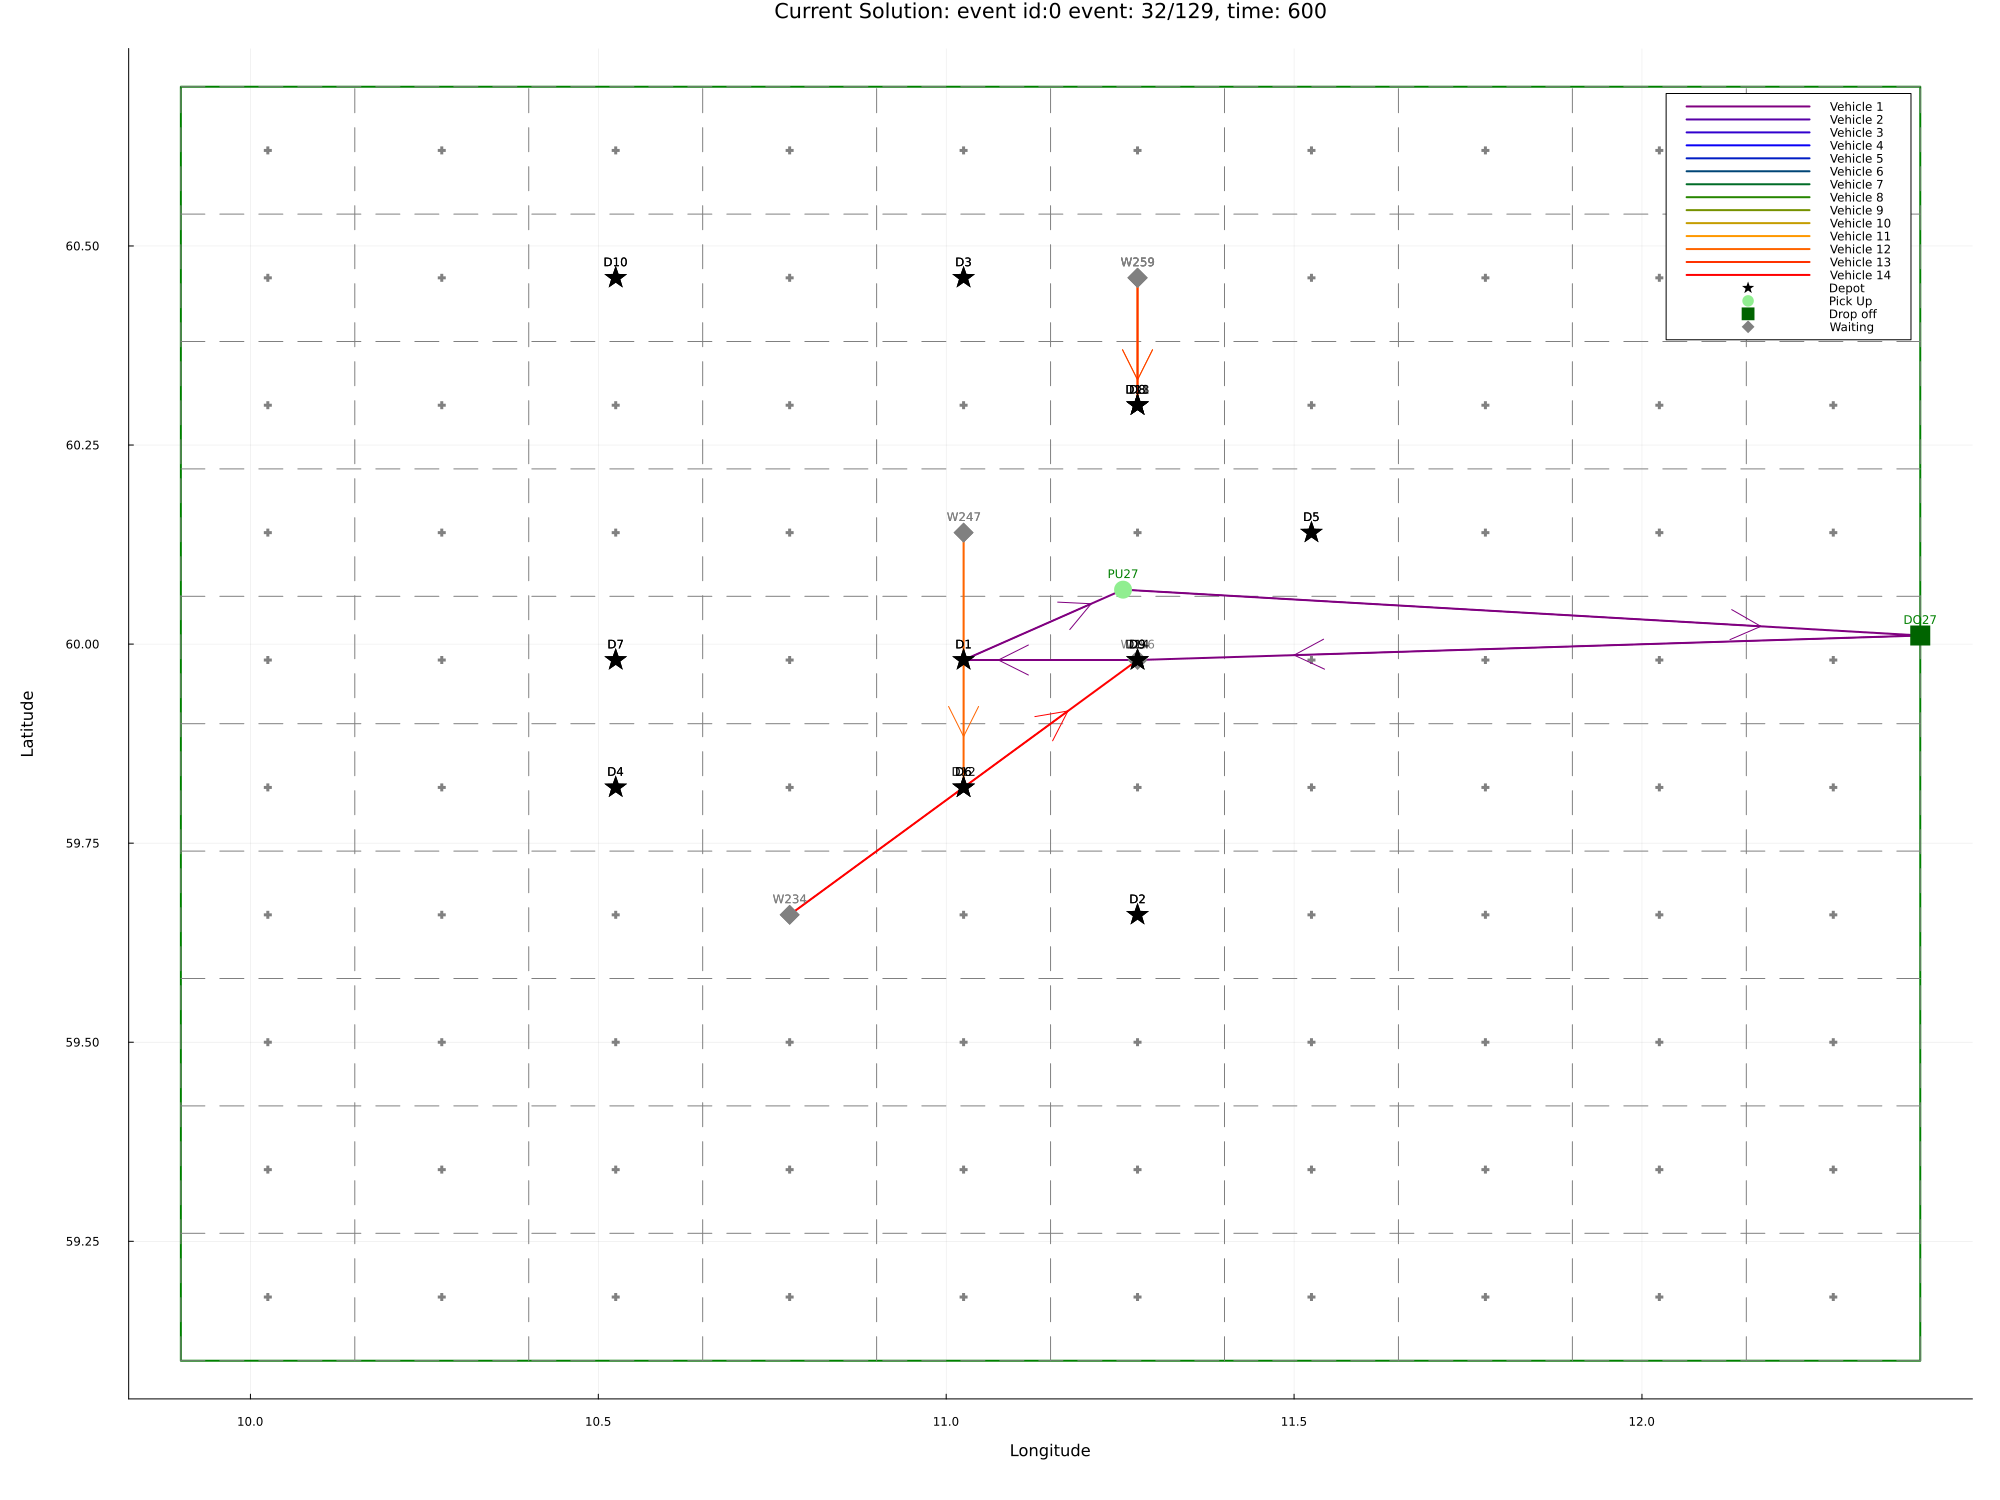 Current Solution: event id:0 event: 32/129, time: 600
Vehicle 1
Vehicle 2
Vehicle 3
Vehicle 4
Vehicle 5
Vehicle 6
Vehicle 7
Vehicle 8
Vehicle 9
Vehicle 10
Vehicle 11
Vehicle 12
Vehicle 13
Vehicle 14
Depot
Pick Up
Drop off
Waiting
60.50
D10
D3
W259
60.25
W247
D5
PU27
DO27
60.00
D7
D1
D4
59.75
W234
D2
59.50
59.25
Latitude
10.0
10.5
11.0
11.5
12.0
Longitude